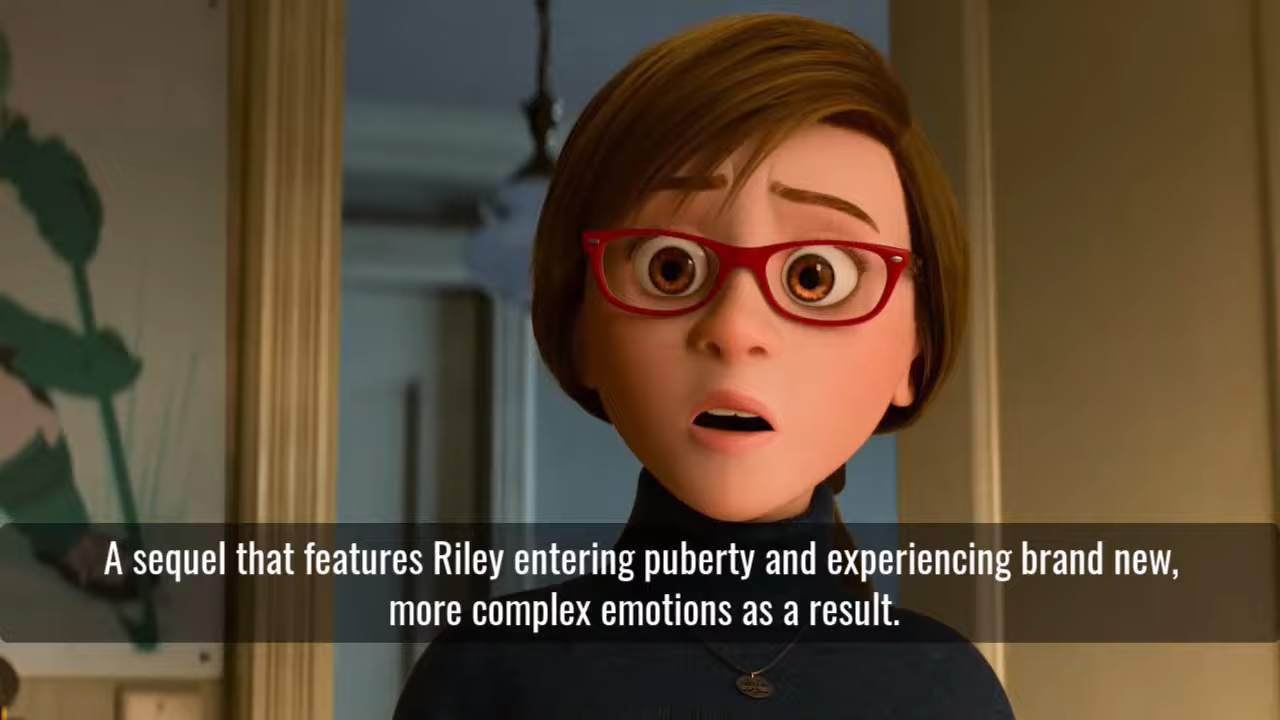 A sequel that features Riley entering puberty and experiencing brand new,
more complex emotions as a result.